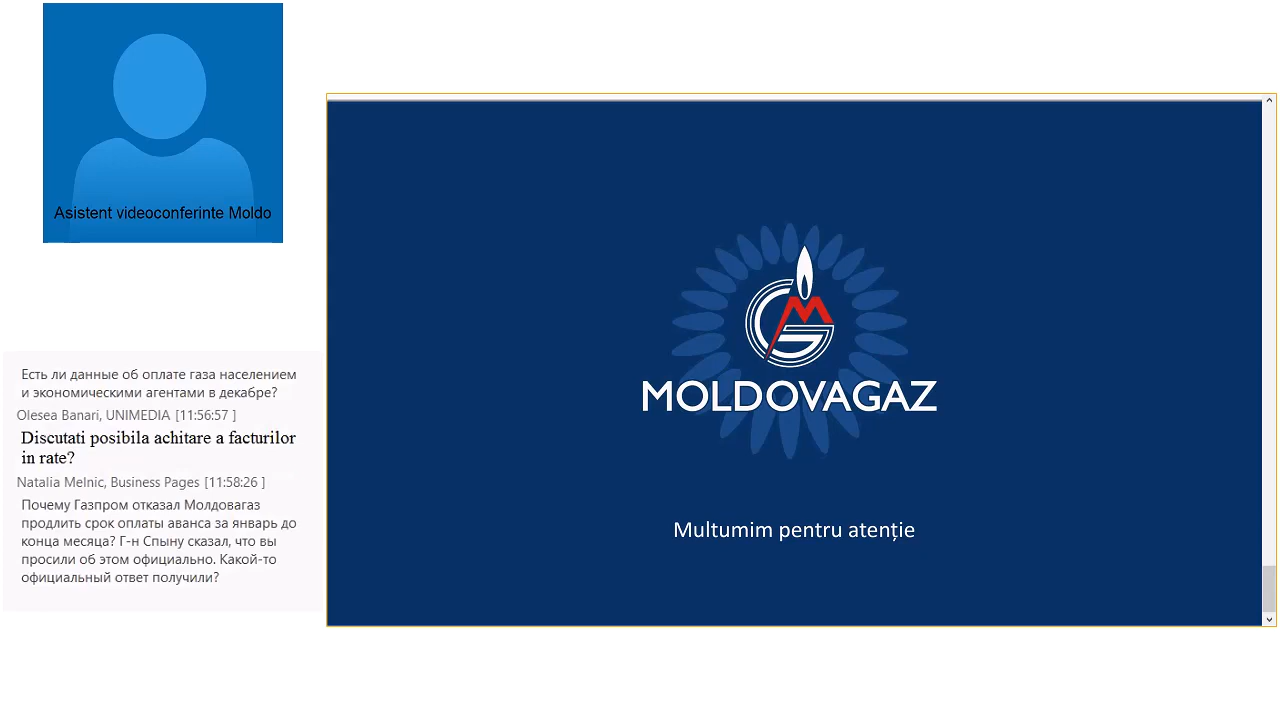 Asistent videoconferinte Moldo
Есть ли данные об оплате газа населением
и экономическими агентами в декабре?
Olesea Banari, UNIMEDIA [11:56:57 ]
Discutati posibila achitare a facturilor
in rate?
Natalia Melnic, Business Pages [11:58:26 ]
Почему Газпром отказал Молдовагаз
продлить срок оплаты аванса за январь до
конца месяца? Г-н Спыну сказал, что вы
просили об этом официально. Какой-то
официальный ответ получили?
MOLDOVAGAZ
Multumim pentru atenție